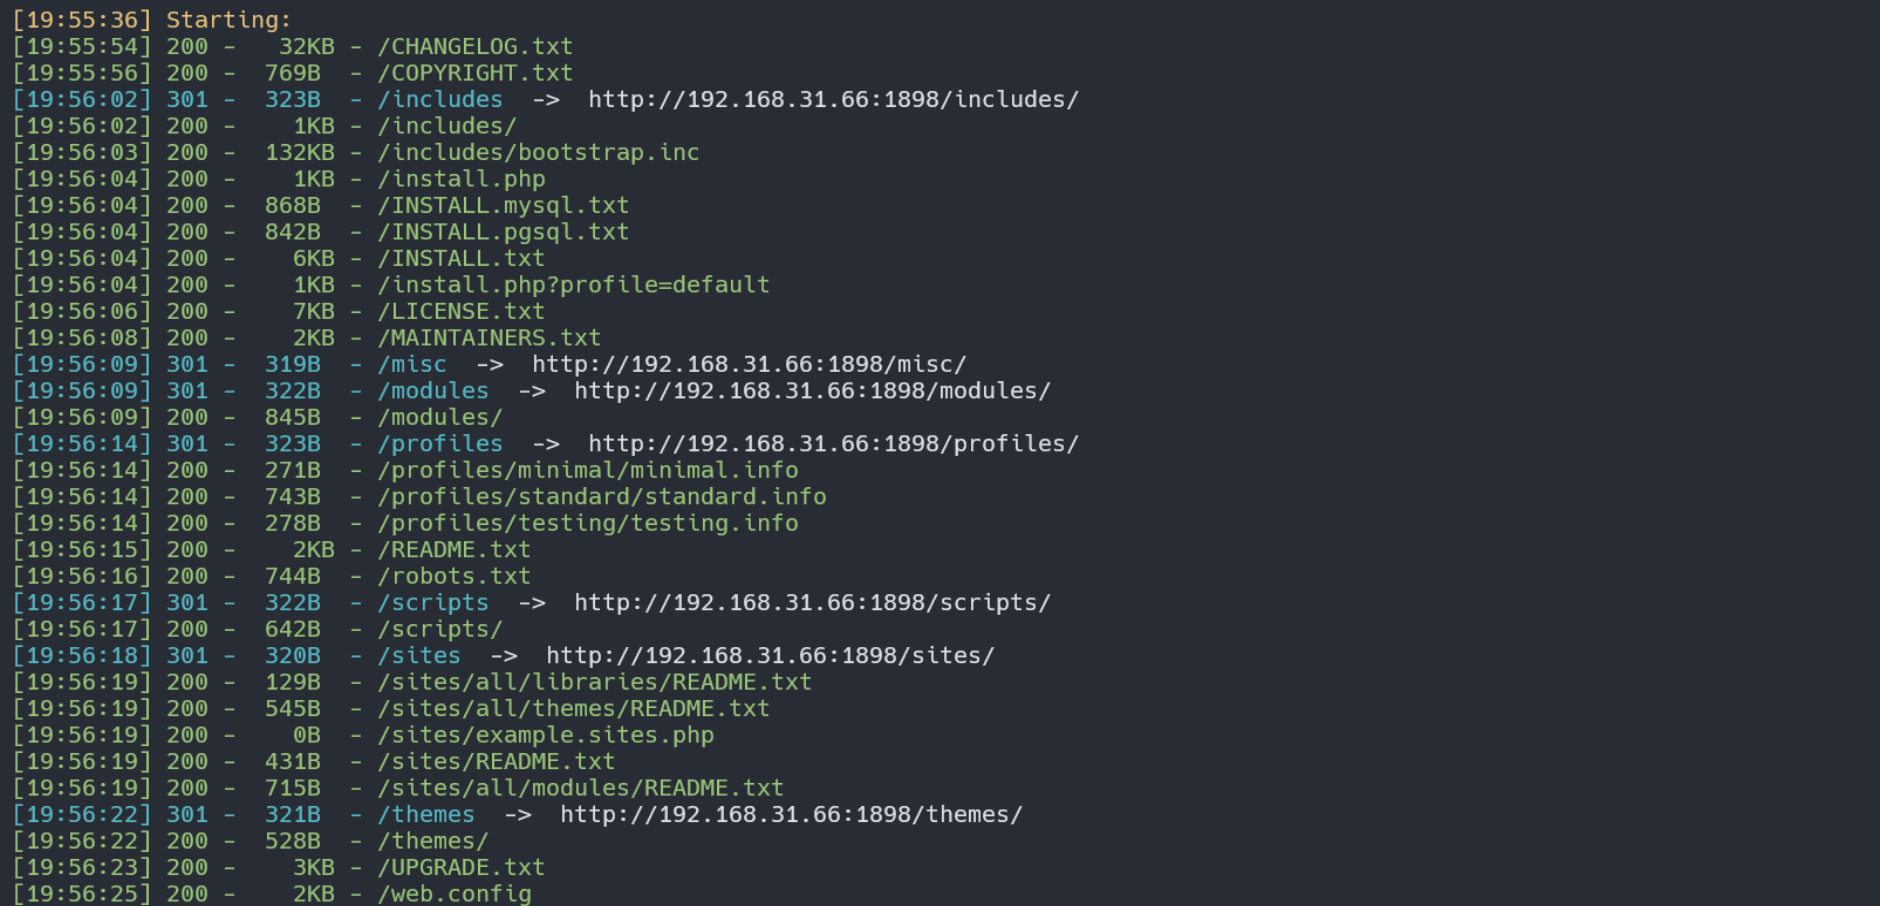 [19:55:36] Starting:
[19:55:54] 200 -   32KB - /CHANGELOG.txt
[19:55:56] 200 -  769B  - /COPYRIGHT.txt
[19:56:02] 301 -  323B  - /includes  ->  http://192.168.31.66:1898/includes/
[19:56:02] 200 -    1KB - /includes/
[19:56:03] 200 -  132KB - /includes/bootstrap.inc
[19:56:04] 200 -    1KB - /install.php
[19:56:04] 200 -  868B  - /INSTALL.mysql.txt
[19:56:04] 200 -  842B  - /INSTALL.pgsql.txt
[19:56:04] 200 -    6KB - /INSTALL.txt
[19:56:04] 200 -    1KB - /install.php?profile=default
[19:56:06] 200 -    7KB - /LICENSE.txt
[19:56:08] 200 -    2KB - /MAINTAINERS.txt
[19:56:09] 301 -  319B  - /misc  ->  http://192.168.31.66:1898/misc/
[19:56:09] 301 -  322B  - /modules  ->  http://192.168.31.66:1898/modules/
[19:56:09] 200 -  845B  - /modules/
[19:56:14] 301 -  323B  - /profiles  ->  http://192.168.31.66:1898/profiles/
[19:56:14] 200 -  271B  - /profiles/minimal/minimal.info
[19:56:14] 200 -  743B  - /profiles/standard/standard.info
[19:56:14] 200 -  278B  - /profiles/testing/testing.info
[19:56:15] 200 -    2KB - /README.txt
[19:56:16] 200 -  744B  - /robots.txt
[19:56:17] 301 -  322B  - /scripts  ->  http://192.168.31.66:1898/scripts/
[19:56:17] 200 -  642B  - /scripts/
[19:56:18] 301 -  320B  - /sites  ->  http://192.168.31.66:1898/sites/
[19:56:19] 200 -  129B  - /sites/all/libraries/README.txt
[19:56:19] 200 -  545B  - /sites/all/themes/README.txt
[19:56:19] 200 -    0B  - /sites/example.sites.php
[19:56:19] 200 -  431B  - /sites/README.txt
[19:56:19] 200 -  715B  - /sites/all/modules/README.txt
[19:56:22] 301 -  321B  - /themes  ->  http://192.168.31.66:1898/themes/
[19:56:22] 200 -  528B  - /themes/
[19:56:23] 200 -    3KB - /UPGRADE.txt
[19:56:25] 200 -    2KB - /web.config